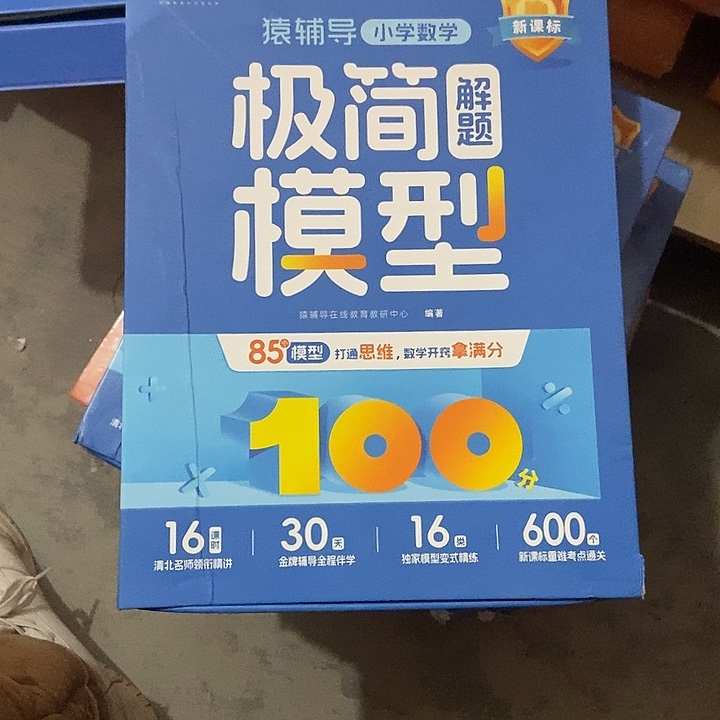 猿辅导 小学数学
新课标
极简解题
模型
猿辅导在线教育教研中心 编著
85个模型 打通思维，数学开窍拿满分
100分
16课时 30天 16类 600个
清北名师领衔精讲 金牌辅导全程伴学 独家模型变式精练 新课标重难考点通关